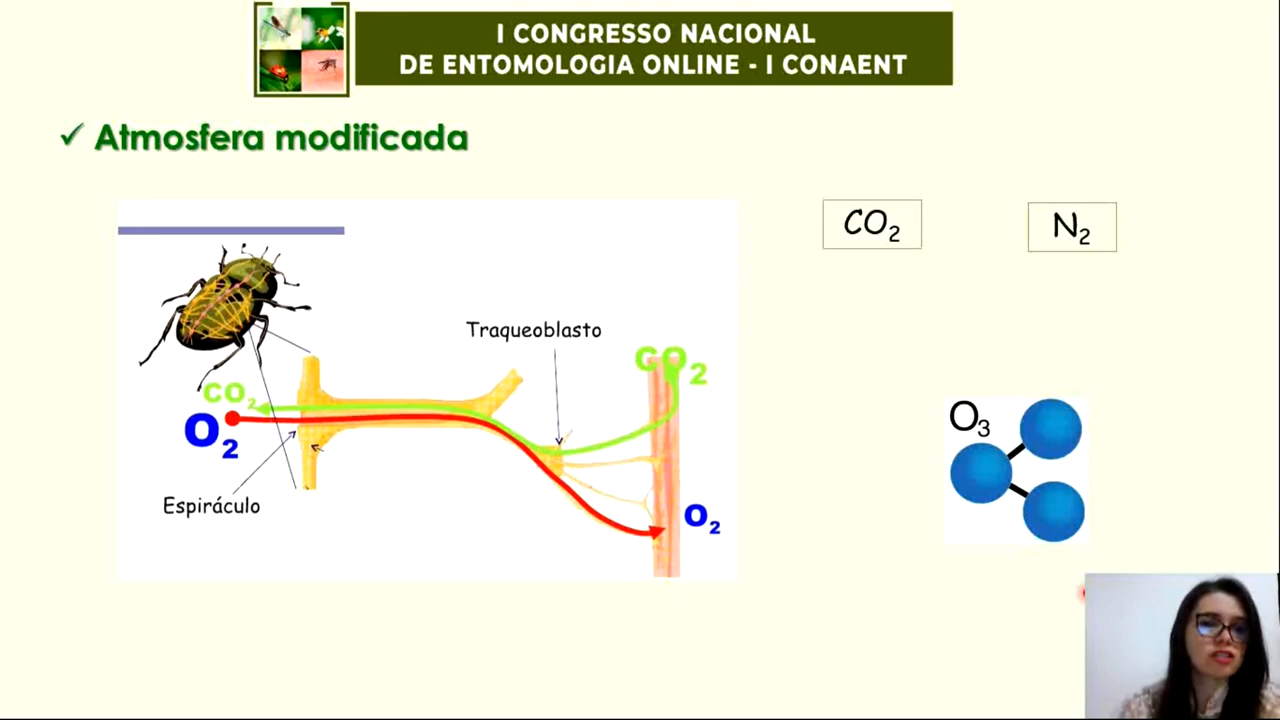 I CONGRESSO NACIONAL
DE ENTOMOLOGIA ONLINE - I CONAENT
✓ Atmosfera modificada
CO₂
N₂
Traqueoblasto
CO₂
CO₂
O₂
Espiráculo
O₂
O₃